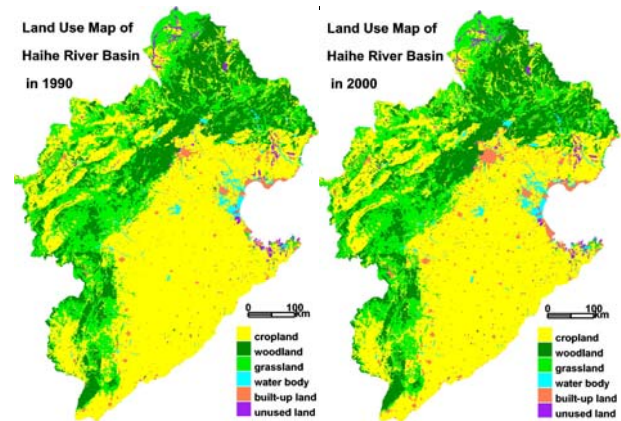 Land Use Map of
Haihe River Basin
in 1990
0 100
Km
cropland
woodland
grassland
water body
built-up land
unused land
Land Use Map of
Haihe River Basin
in 2000
0 100
Km
cropland
woodland
grassland
water body
built-up land
unused land